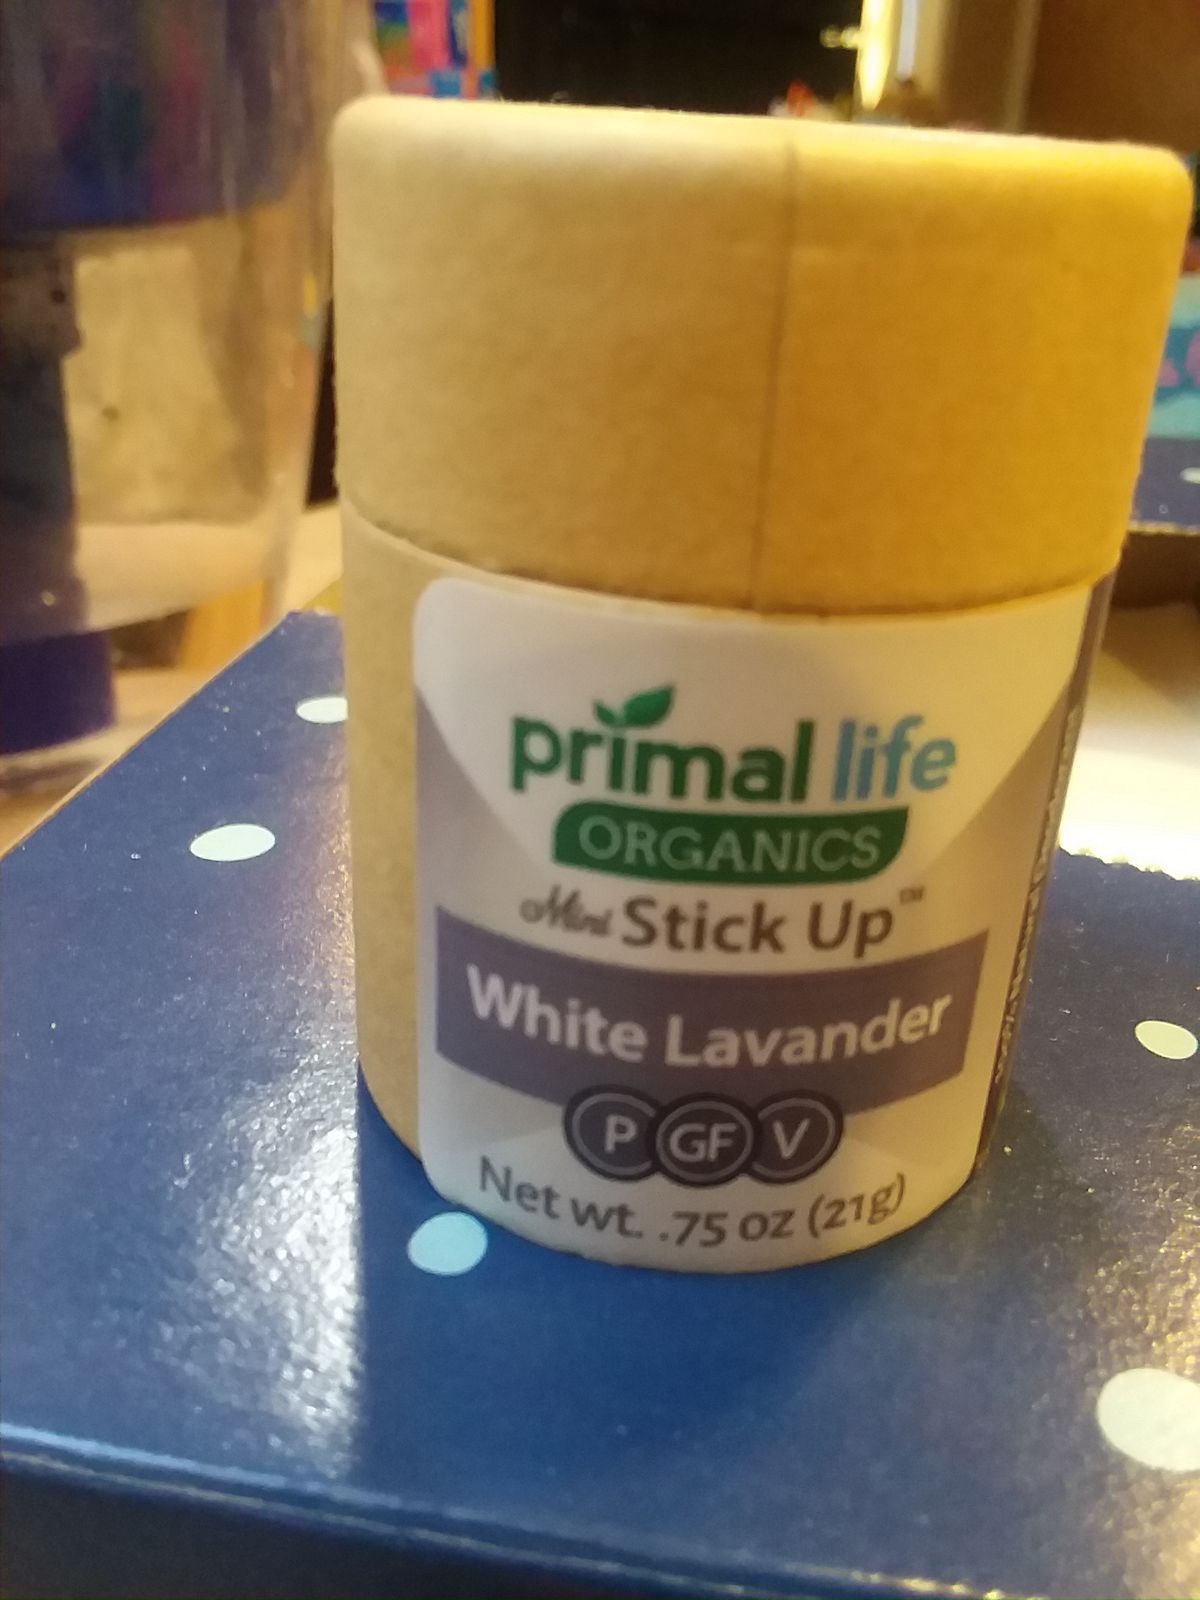 primal life
ORGANICS
Mini Stick Up™
White Lavander
P GF V
Net wt. .75 oz (21g)